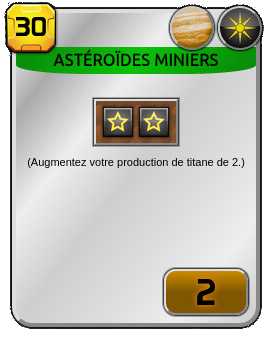 30
ASTÉROÏDES MINIERS
(Augmentez votre production de titane de 2.)
2